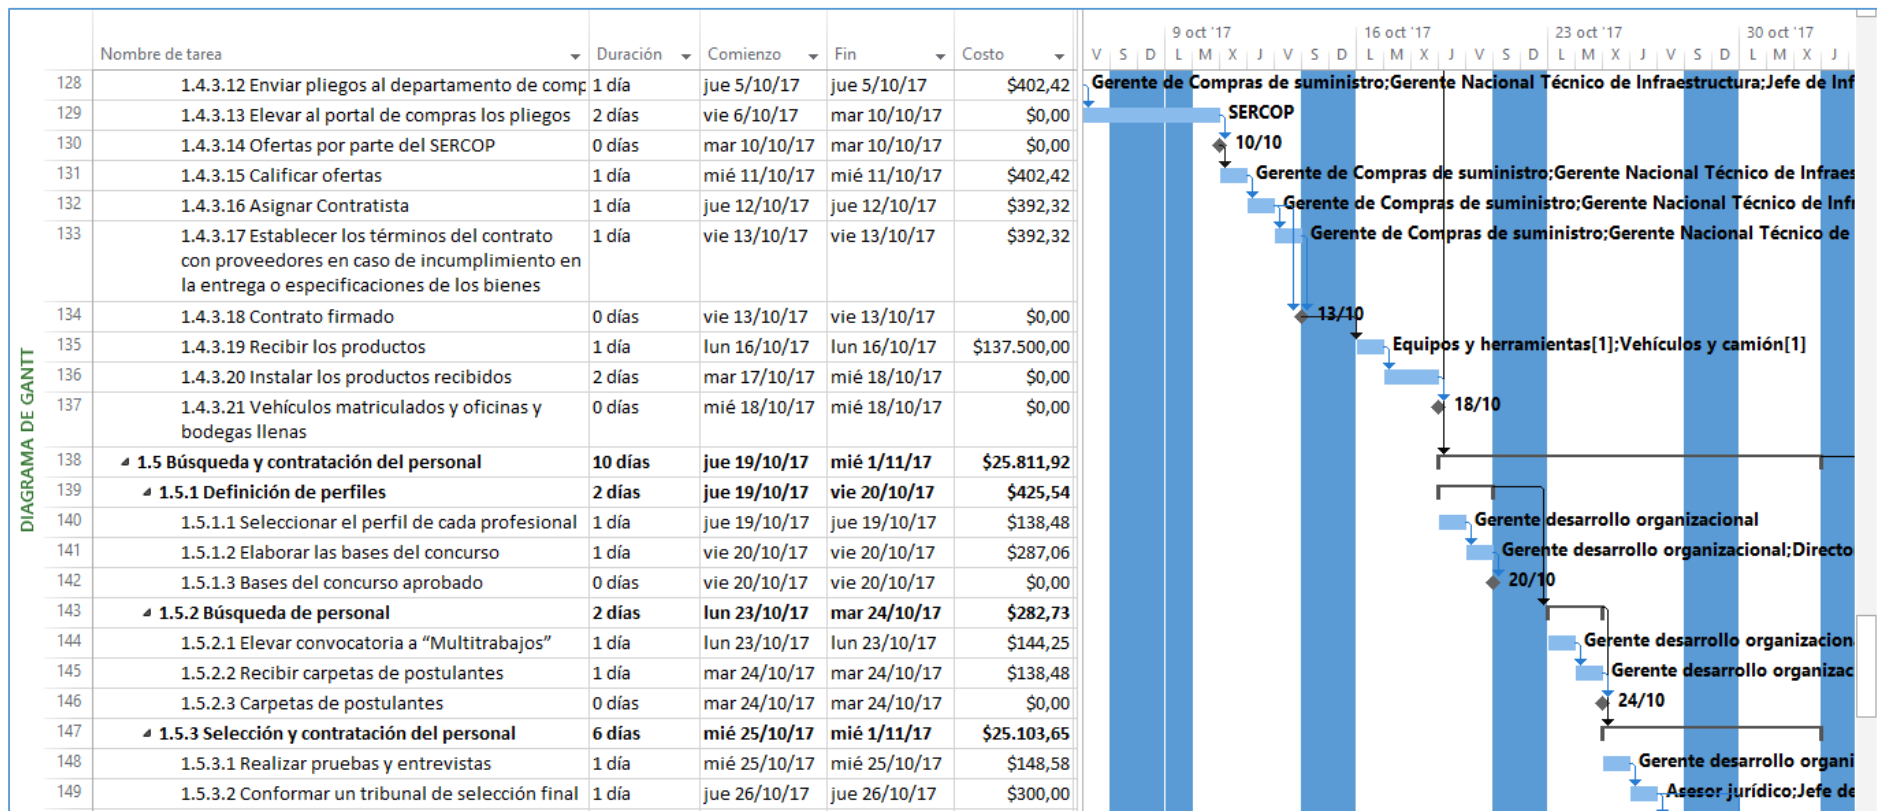 9 oct '17 16 oct '17 23 oct '17 30 oct '17
Nombre de tarea Duración Comienzo Fin Costo V S D L M X J V S D L M X J V S D L M X J V S D L M X J
128 1.4.3.12 Enviar pliegos al departamento de comp 1 día jue 5/10/17 jue 5/10/17 $402,42 Gerente de Compras de suministro;Gerente Nacional Técnico de Infraestructura;Jefe de Inf
129 1.4.3.13 Elevar al portal de compras los pliegos 2 días vie 6/10/17 mar 10/10/17 $0,00 SERCOP
130 1.4.3.14 Ofertas por parte del SERCOP 0 días mar 10/10/17 mar 10/10/17 $0,00 10/10
131 1.4.3.15 Calificar ofertas 1 día mié 11/10/17 mié 11/10/17 $402,42 Gerente de Compras de suministro;Gerente Nacional Técnico de Infraes
132 1.4.3.16 Asignar Contratista 1 día jue 12/10/17 jue 12/10/17 $392,32 Gerente de Compras de suministro;Gerente Nacional Técnico de Infr
133 1.4.3.17 Establecer los términos del contrato 1 día vie 13/10/17 vie 13/10/17 $392,32 Gerente de Compras de suministro;Gerente Nacional Técnico de
con proveedores en caso de incumplimiento en
la entrega o especificaciones de los bienes
134 1.4.3.18 Contrato firmado 0 días vie 13/10/17 vie 13/10/17 $0,00 13/10
135 1.4.3.19 Recibir los productos 1 día lun 16/10/17 lun 16/10/17 $137.500,00 Equipos y herramientas[1];Vehículos y camión[1]
136 1.4.3.20 Instalar los productos recibidos 2 días mar 17/10/17 mié 18/10/17 $0,00
137 1.4.3.21 Vehículos matriculados y oficinas y 0 días mié 18/10/17 mié 18/10/17 $0,00 18/10
bodegas llenas
138 1.5 Búsqueda y contratación del personal 10 días jue 19/10/17 mié 1/11/17 $25.811,92
139 1.5.1 Definición de perfiles 2 días jue 19/10/17 vie 20/10/17 $425,54
140 1.5.1.1 Seleccionar el perfil de cada profesional 1 día jue 19/10/17 jue 19/10/17 $138,48 Gerente desarrollo organizacional
141 1.5.1.2 Elaborar las bases del concurso 1 día vie 20/10/17 vie 20/10/17 $287,06 Gerente desarrollo organizacional;Directo
142 1.5.1.3 Bases del concurso aprobado 0 días vie 20/10/17 vie 20/10/17 $0,00 20/10
143 1.5.2 Búsqueda de personal 2 días lun 23/10/17 mar 24/10/17 $282,73
144 1.5.2.1 Elevar convocatoria a “Multitrabajos” 1 día lun 23/10/17 lun 23/10/17 $144,25 Gerente desarrollo organizacion
145 1.5.2.2 Recibir carpetas de postulantes 1 día mar 24/10/17 mar 24/10/17 $138,48 Gerente desarrollo organizac
146 1.5.2.3 Carpetas de postulantes 0 días mar 24/10/17 mar 24/10/17 $0,00 24/10
147 1.5.3 Selección y contratación del personal 6 días mié 25/10/17 mié 1/11/17 $25.103,65
148 1.5.3.1 Realizar pruebas y entrevistas 1 día mié 25/10/17 mié 25/10/17 $148,58 Gerente desarrollo organi
149 1.5.3.2 Conformar un tribunal de selección final 1 día jue 26/10/17 jue 26/10/17 $300,00 Asesor jurídico;Jefe de
DIAGRAMA DE GANTT